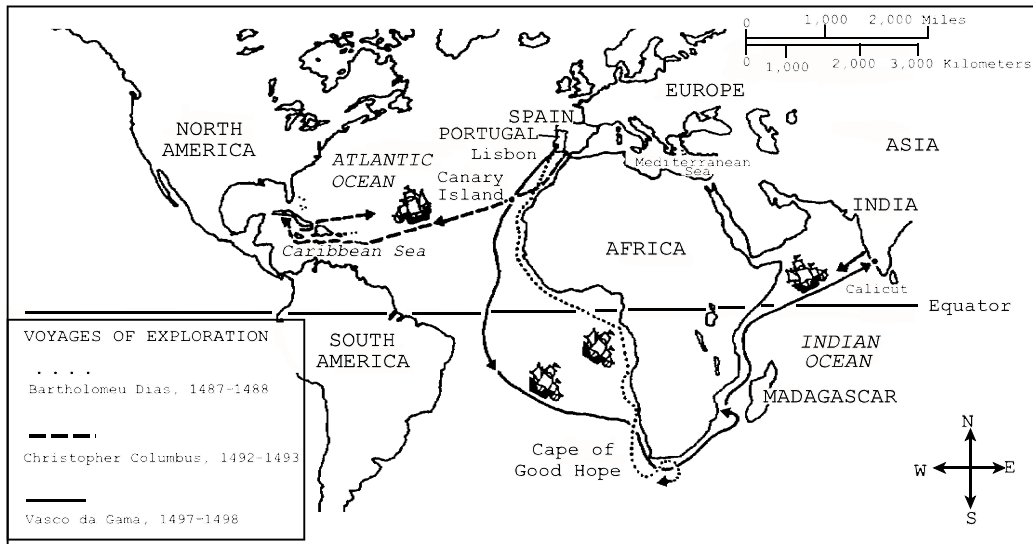 0 1,000 2,000 Miles
0 1,000 2,000 3,000 Kilometers
EUROPE
SPAIN
PORTUGAL
Lisbon
NORTH
AMERICA
ATLANTIC
OCEAN
Mediterranean
Sea
ASIA
Canary
Island
INDIA
AFRICA
Caribbean Sea
Calicut
Equator
VOYAGES OF EXPLORATION
Bartholomeu Dias, 1487-1488
Christopher Columbus, 1492-1493
Vasco da Gama, 1497-1498
SOUTH
AMERICA
INDIAN
OCEAN
MADAGASCAR
Cape of
Good Hope
N
W E
S